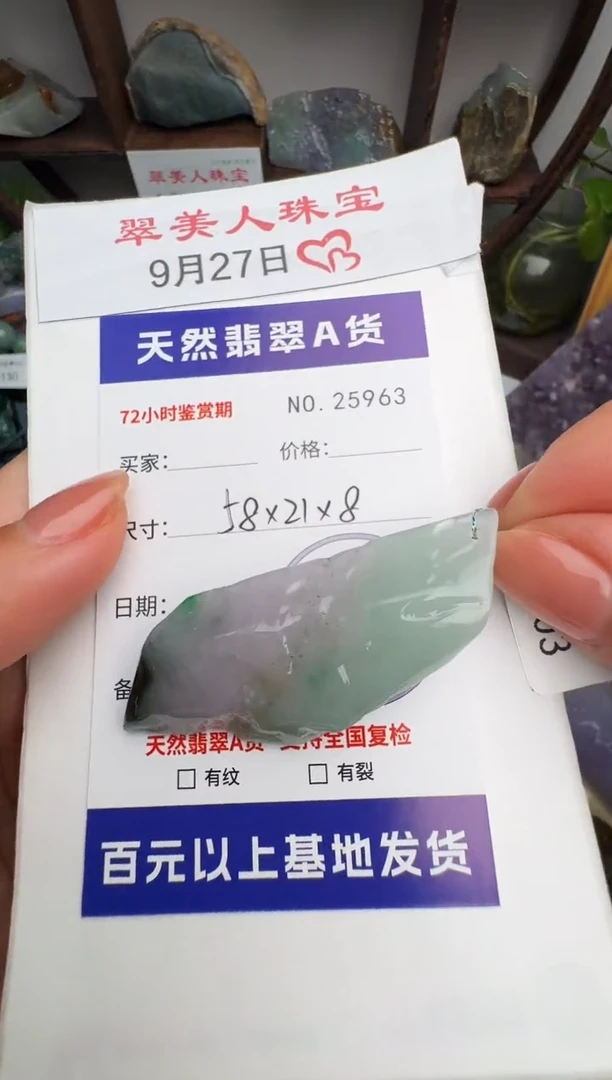 翠美人珠宝
翠美人珠宝
9月27日
天然翡翠A货
72小时鉴赏期 NO.25963
买家: 价格:
尺寸: 58×21×8
日期:
备
天然翡翠A货 支持全国复检
有纹 有裂
百元以上基地发货